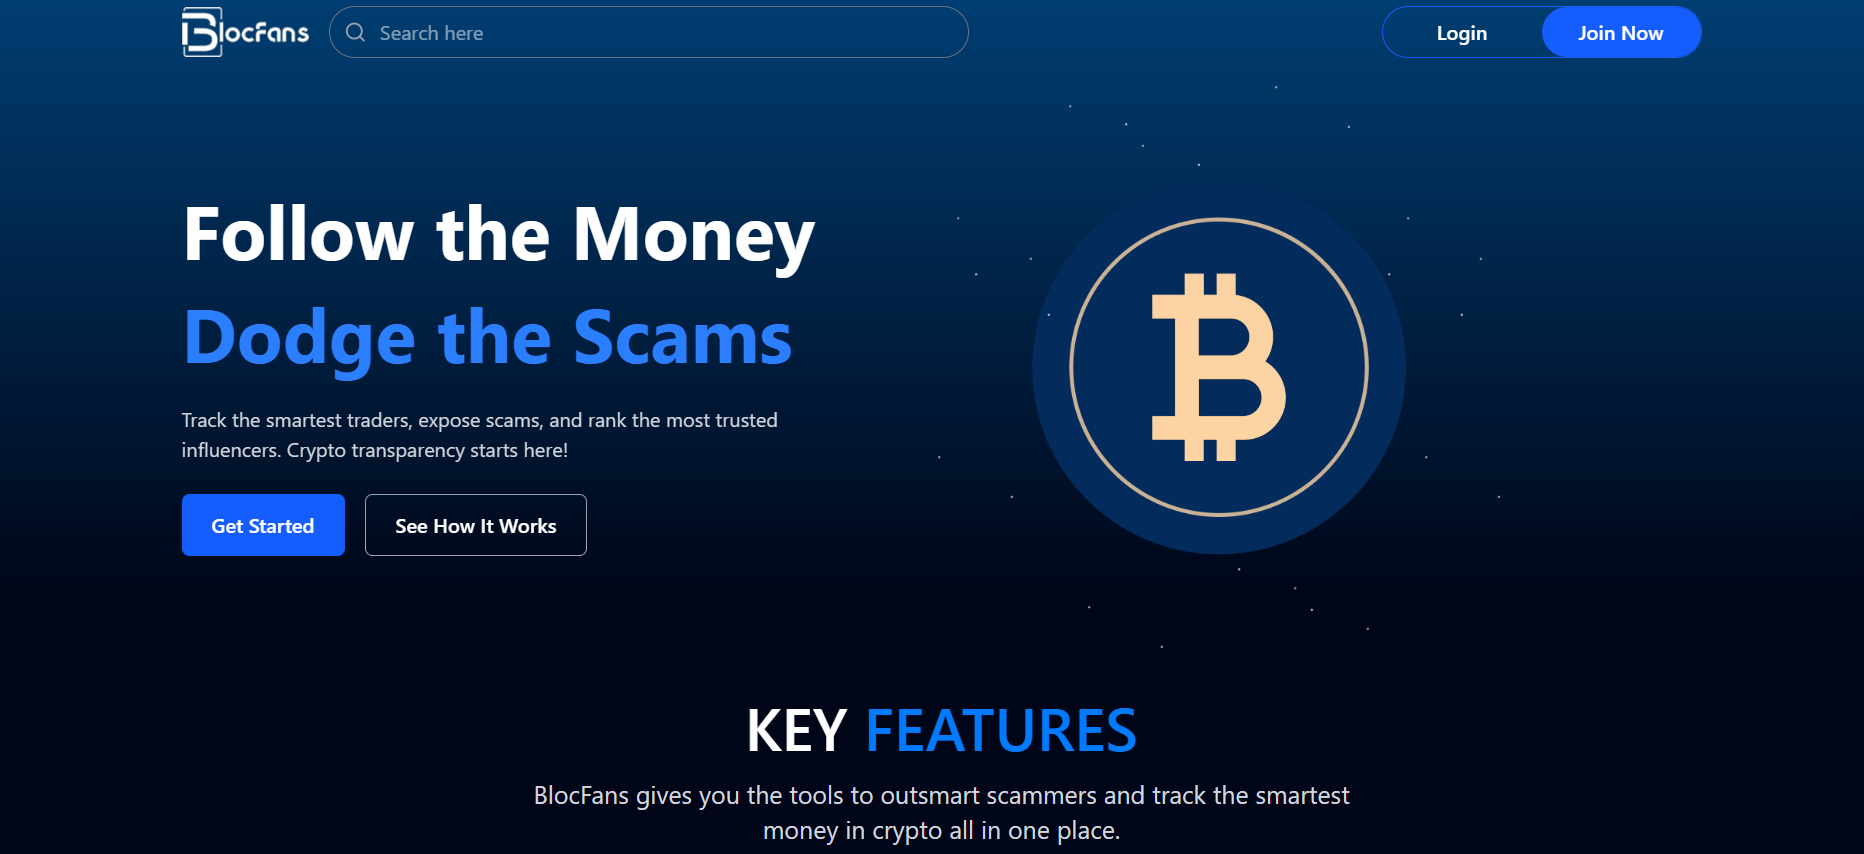 Blocfans
Search here
Login
Join Now
Follow the Money
Dodge the Scams
Track the smartest traders, expose scams, and rank the most trusted
influencers. Crypto transparency starts here!
Get Started
See How It Works
KEY FEATURES
BlocFans gives you the tools to outsmart scammers and track the smartest
money in crypto all in one place.